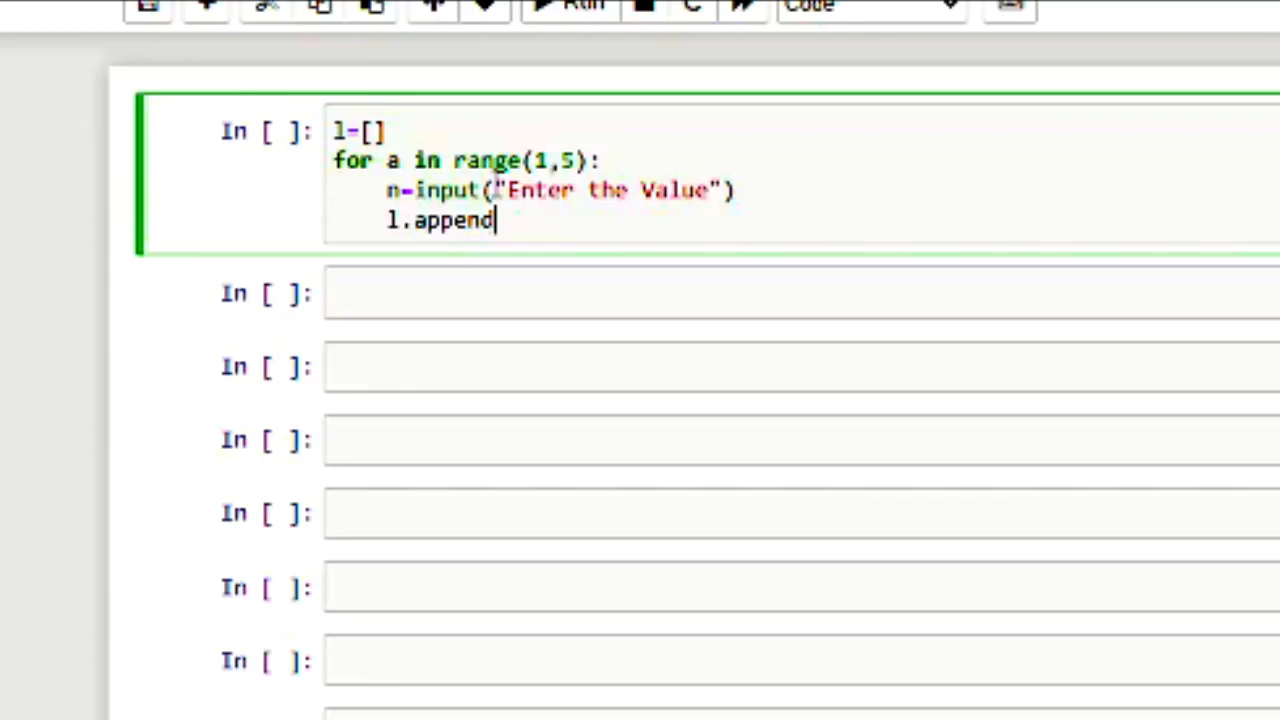 Run
Code
In [ ]:
l=[]
for a in range(1,5):
    n=input("Enter the Value")
    l.append
In [ ]:
In [ ]:
In [ ]:
In [ ]:
In [ ]:
In [ ]: